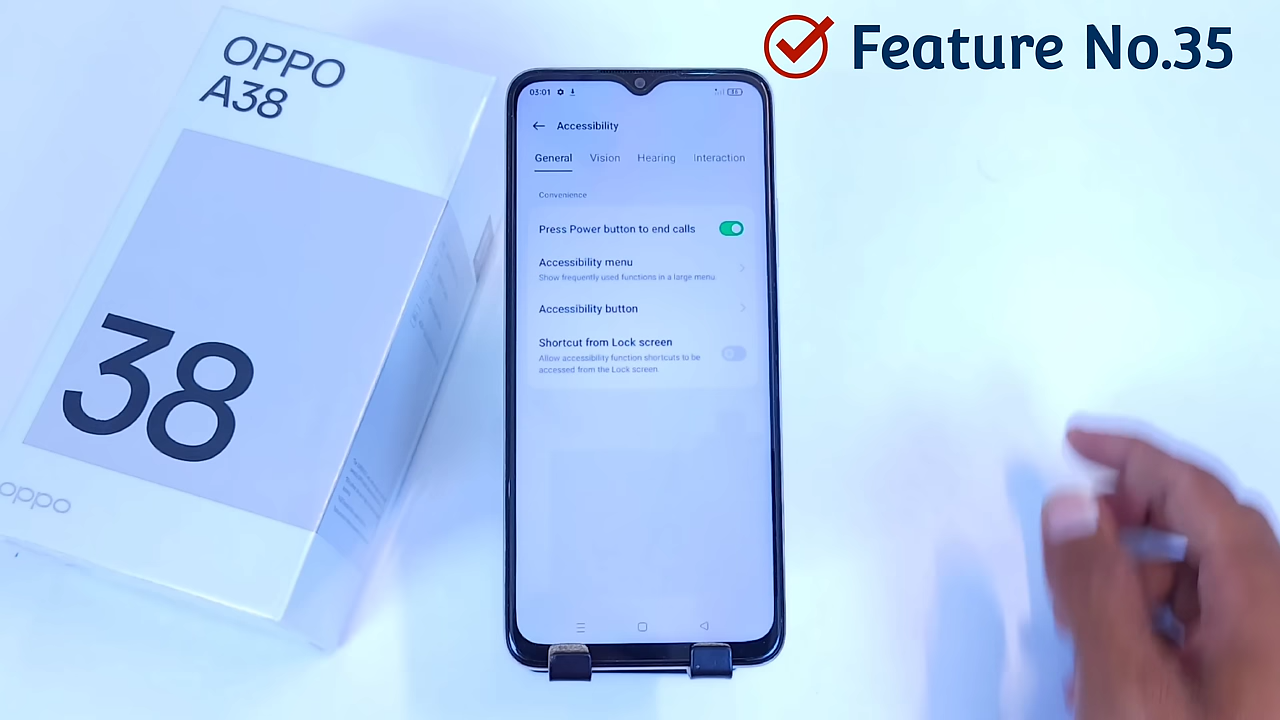 Feature No.35
OPPO
A38
38
oppo
03:01
Accessibility
General Vision Hearing Interaction
Convenience
Press Power button to end calls
Accessibility menu
Show frequently used functions in a large menu
Accessibility button
Shortcut from Lock screen
Allow accessibility function shortcuts to be
accessed from the Lock screen